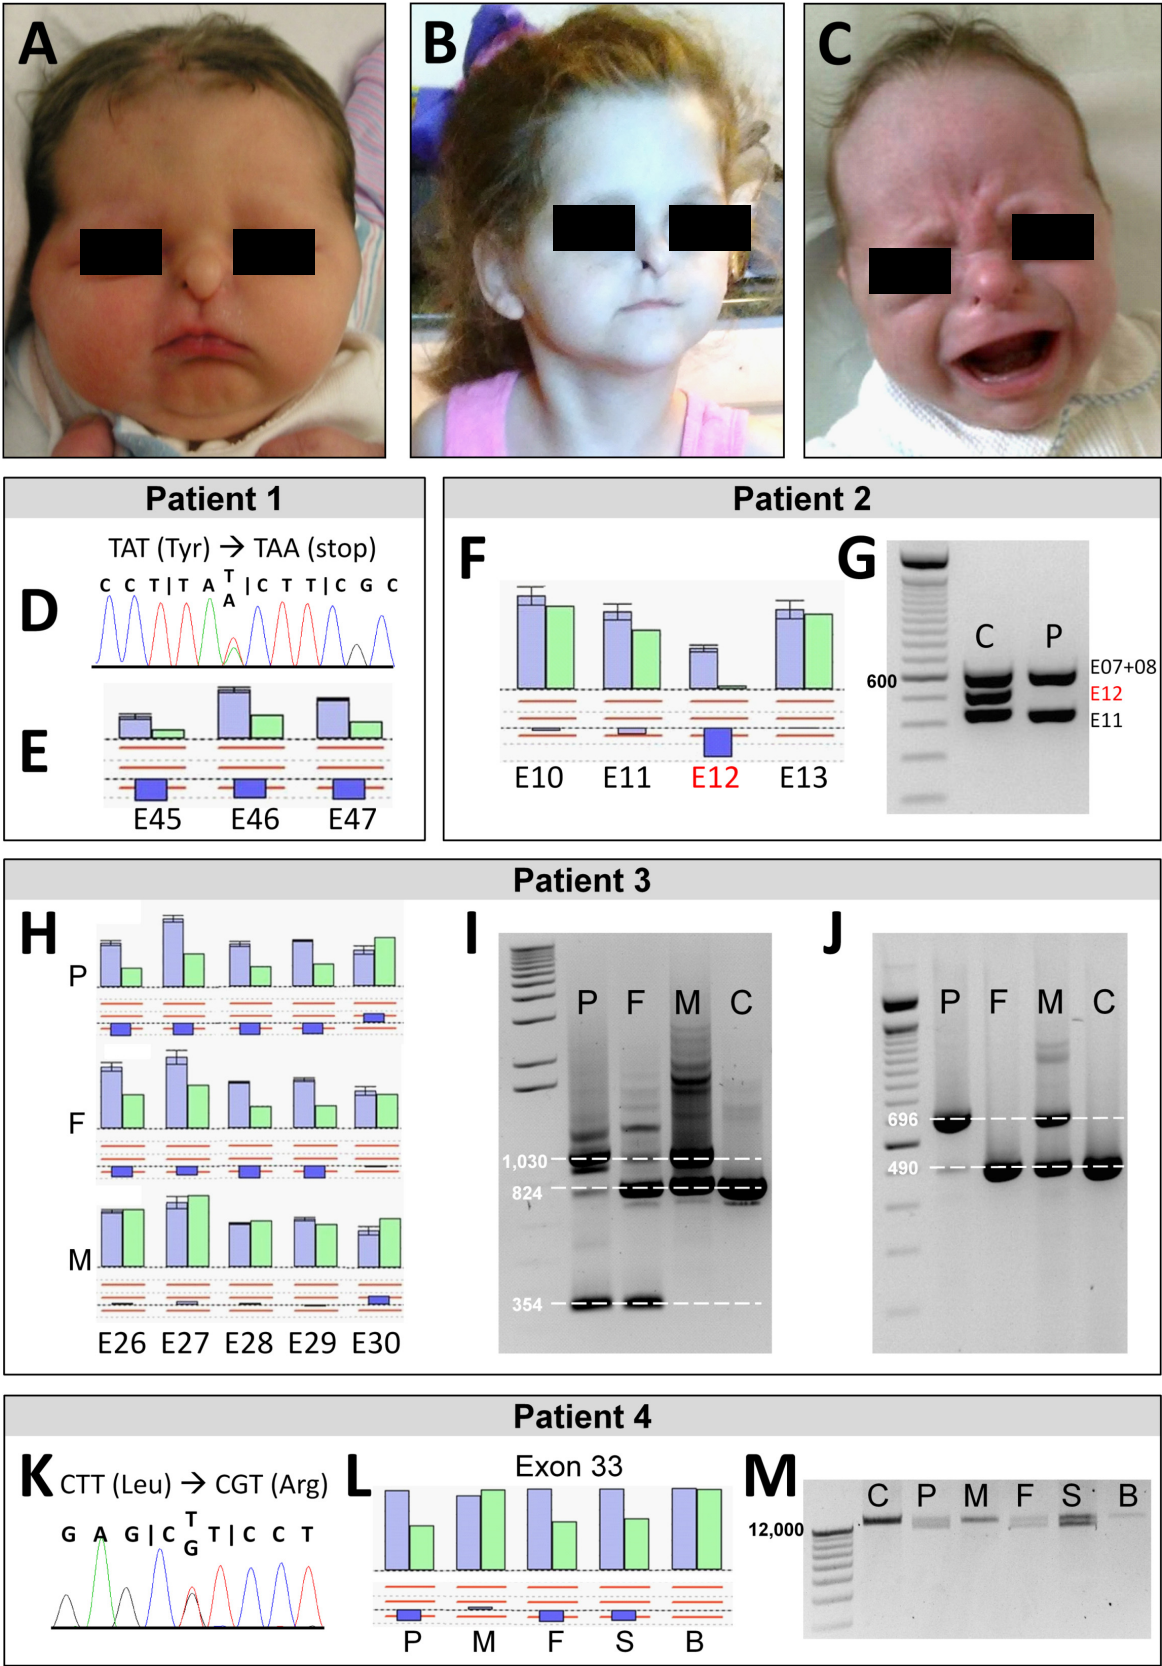 A
B
C
Patient 1
TAT (Tyr) → TAA (stop)
C C T|T A T|C T T|C G C
A
D
E
E45 E46 E47
Patient 2
F
E10 E11 E12 E13
G
C P
600
E07+08
E12
E11
Patient 3
H
P
F
M
E26 E27 E28 E29 E30
I
P F M C
1,030
824
354
J
P F M C
696
490
Patient 4
K
CTT (Leu) → CGT (Arg)
G A G|C T T|C C T
G
L
Exon 33
P M F S B
M
C P M F S B
12,000